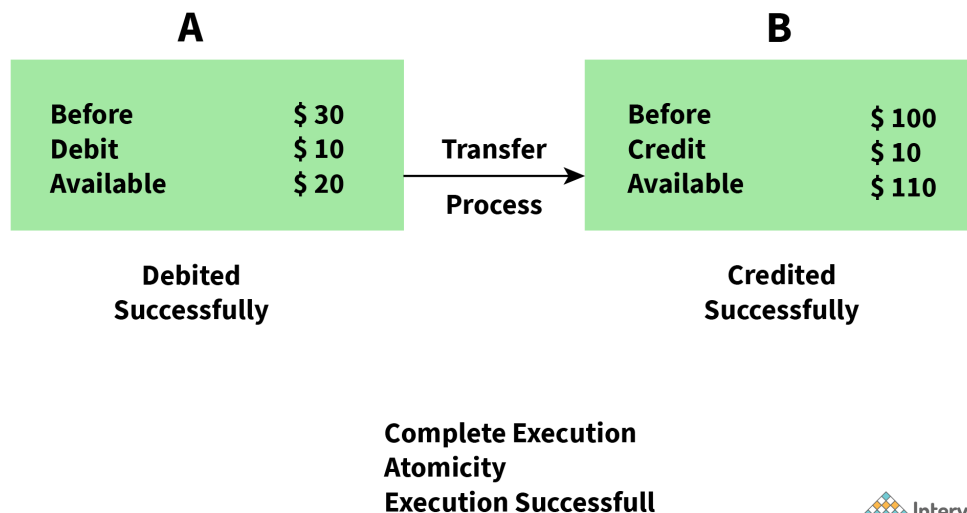 A
Before $ 30
Debit $ 10
Available $ 20
Debited
Successfully
Transfer
Process
B
Before $ 100
Credit $ 10
Available $ 110
Credited
Successfully
Complete Execution
Atomicity
Execution Successfull